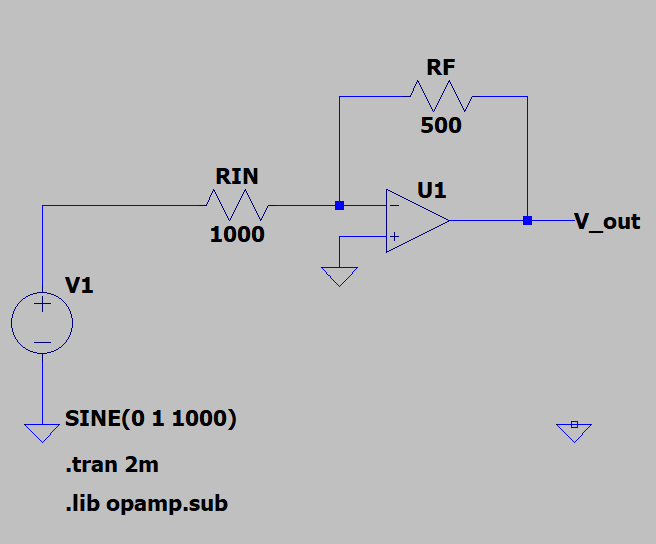 RF
500
RIN
U1
1000
V_out
V1
SINE(0 1 1000)
.tran 2m
.lib opamp.sub